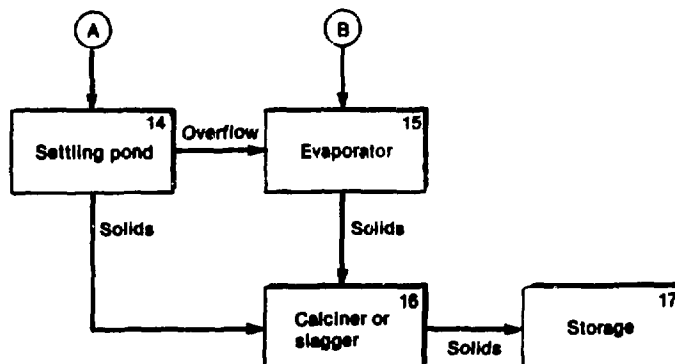 A
B
14
Settling pond
Overflow
15
Evaporator
Solids
Solids
16
Calciner or
slagger
Solids
17
Storage